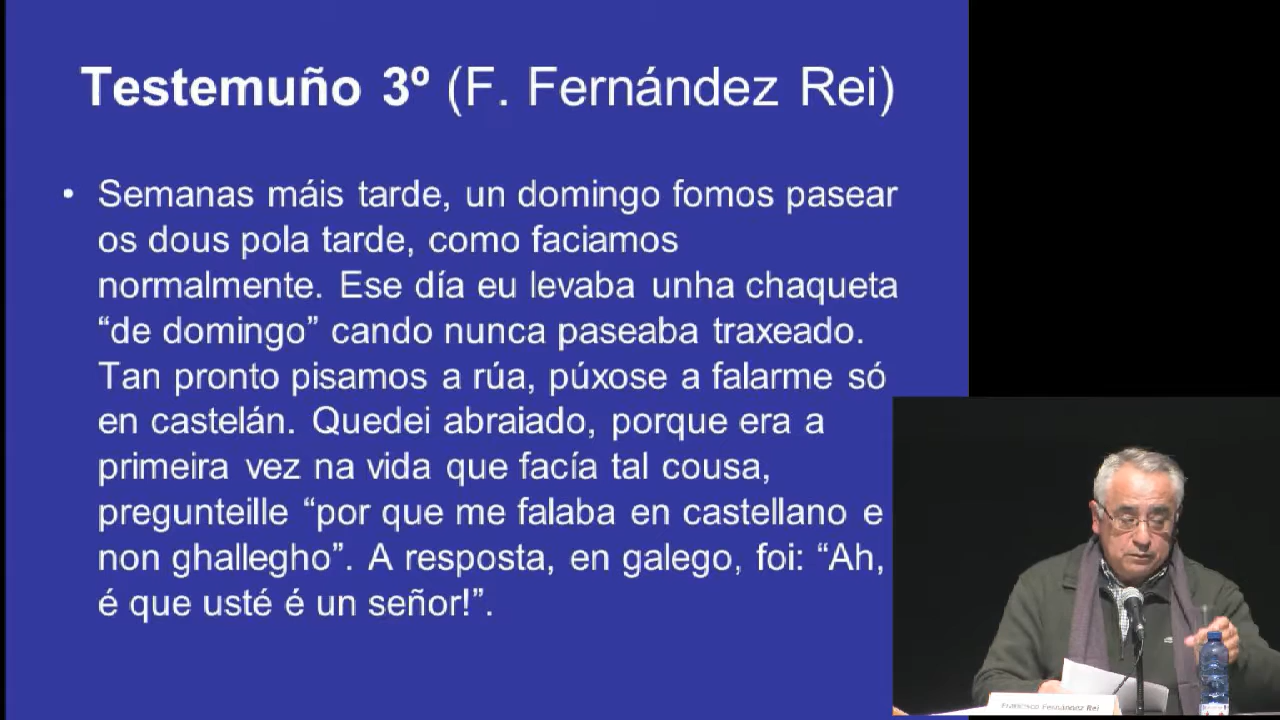 Testemuño 3º (F. Fernández Rei)
• Semanas máis tarde, un domingo fomos pasear
os dous pola tarde, como faciamos
normalmente. Ese día eu levaba unha chaqueta
“de domingo” cando nunca paseaba traxeado.
Tan pronto pisamos a rúa, púxose a falarme só
en castelán. Quedei abraiado, porque era a
primeira vez na vida que facía tal cousa,
pregunteille “por que me falaba en castellano e
non ghallegho”. A resposta, en galego, foi: “Ah,
é que usté é un señor!”.
Francisco Fernández Rei